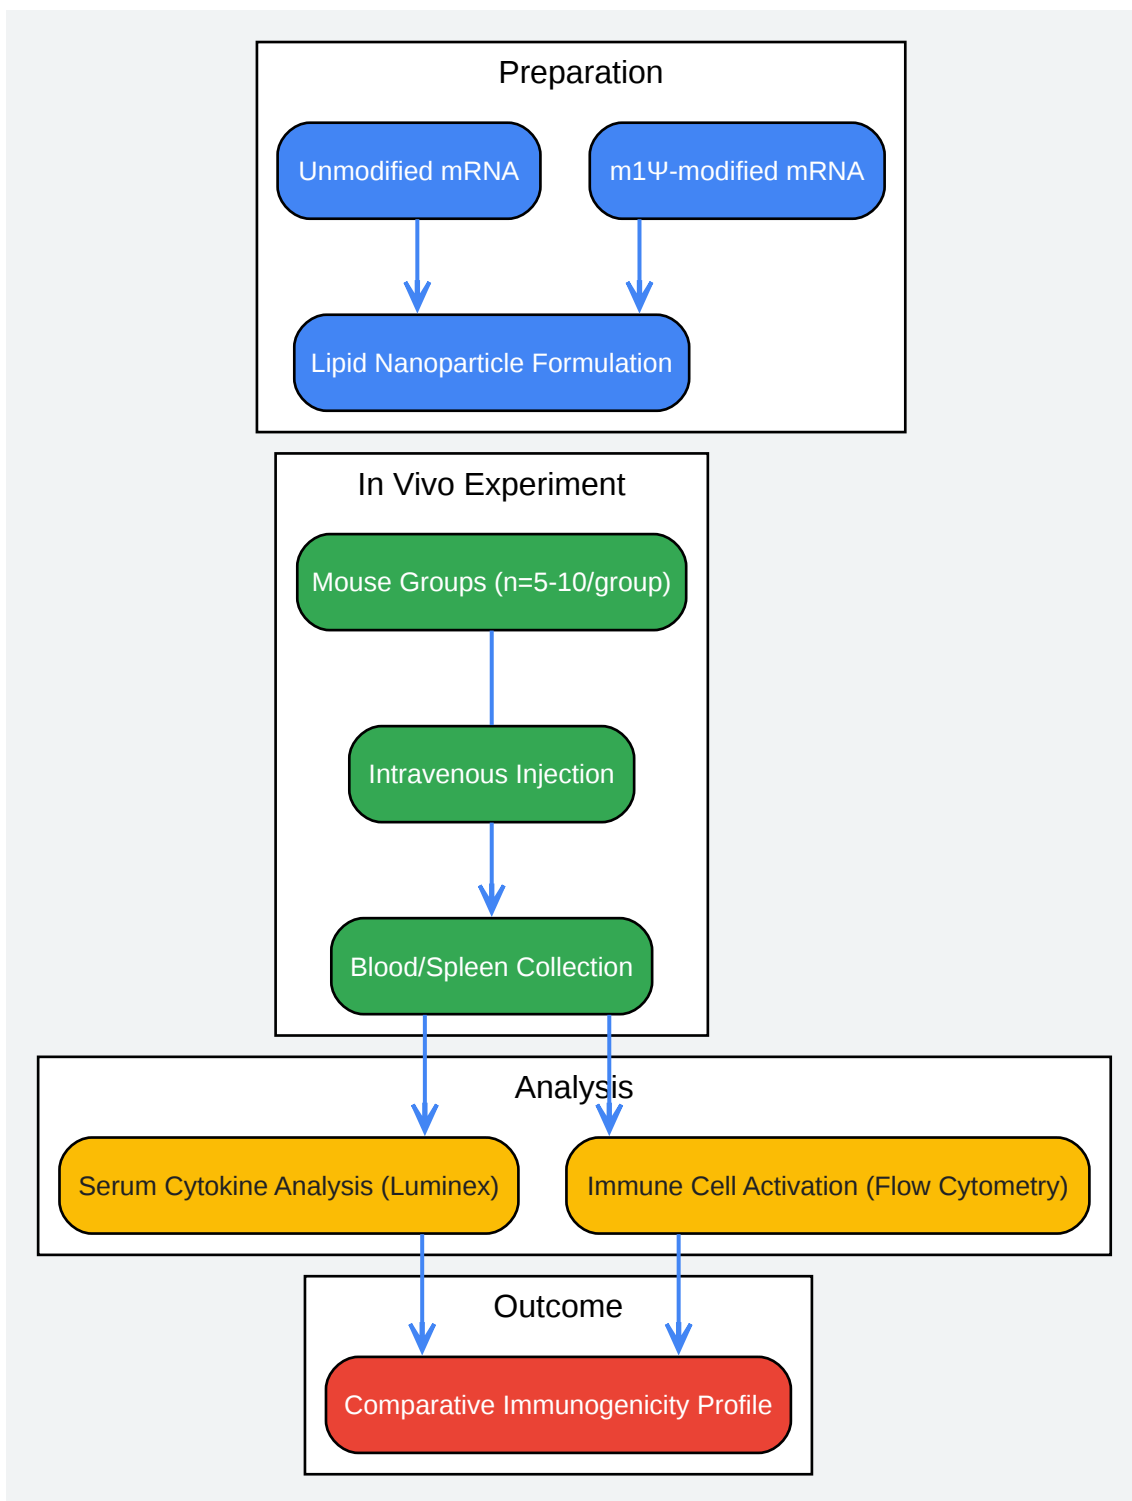 Preparation
Unmodified mRNA
m1Ψ-modified mRNA
Lipid Nanoparticle Formulation
In Vivo Experiment
Mouse Groups (n=5-10/group)
Intravenous Injection
Blood/Spleen Collection
Analysis
Serum Cytokine Analysis (Luminex)
Immune Cell Activation (Flow Cytometry)
Outcome
Comparative Immunogenicity Profile